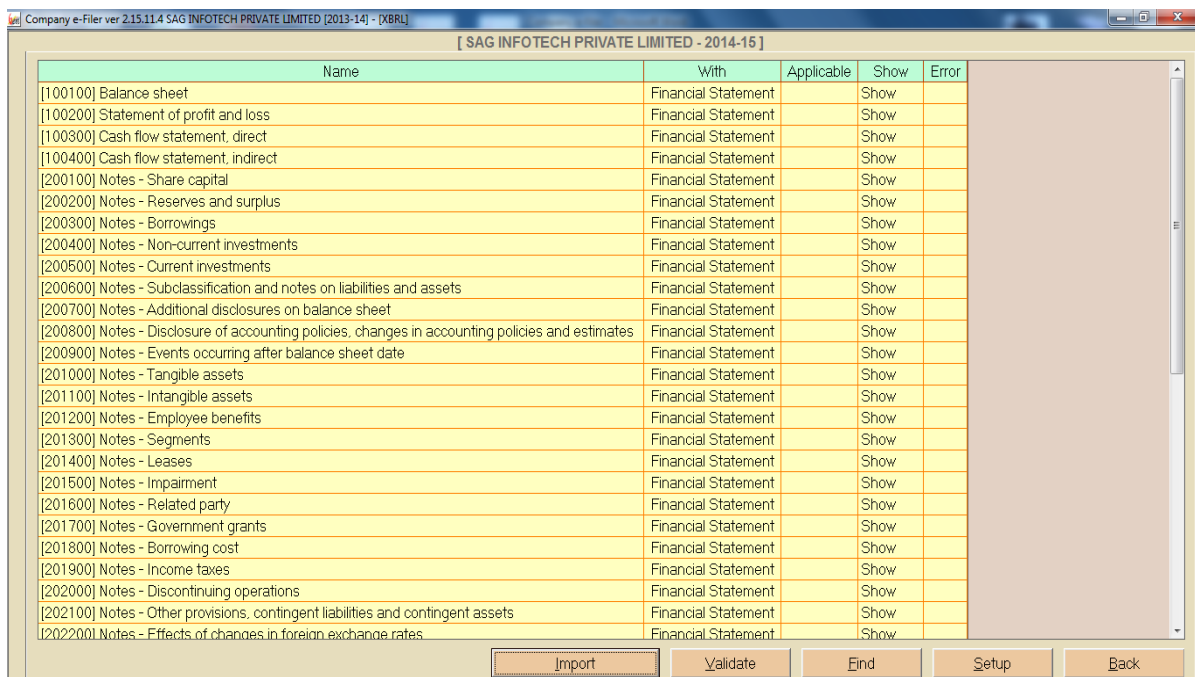 Company e-Filer ver 2.15.11.4 SAG INFOTECH PRIVATE LIMITED [2013-14] - [XBRL]
[ SAG INFOTECH PRIVATE LIMITED - 2014-15 ]
Name With Applicable Show Error
[100100] Balance sheet Financial Statement Show
[100200] Statement of profit and loss Financial Statement Show
[100300] Cash flow statement, direct Financial Statement Show
[100400] Cash flow statement, indirect Financial Statement Show
[200100] Notes - Share capital Financial Statement Show
[200200] Notes - Reserves and surplus Financial Statement Show
[200300] Notes - Borrowings Financial Statement Show
[200400] Notes - Non-current investments Financial Statement Show
[200500] Notes - Current investments Financial Statement Show
[200600] Notes - Subclassification and notes on liabilities and assets Financial Statement Show
[200700] Notes - Additional disclosures on balance sheet Financial Statement Show
[200800] Notes - Disclosure of accounting policies, changes in accounting policies and estimates Financial Statement Show
[200900] Notes - Events occurring after balance sheet date Financial Statement Show
[201000] Notes - Tangible assets Financial Statement Show
[201100] Notes - Intangible assets Financial Statement Show
[201200] Notes - Employee benefits Financial Statement Show
[201300] Notes - Segments Financial Statement Show
[201400] Notes - Leases Financial Statement Show
[201500] Notes - Impairment Financial Statement Show
[201600] Notes - Related party Financial Statement Show
[201700] Notes - Government grants Financial Statement Show
[201800] Notes - Borrowing cost Financial Statement Show
[201900] Notes - Income taxes Financial Statement Show
[202000] Notes - Discontinuing operations Financial Statement Show
[202100] Notes - Other provisions, contingent liabilities and contingent assets Financial Statement Show
[202200] Notes - Effects of changes in foreign exchange rates Financial Statement Show
Import Validate Find Setup Back